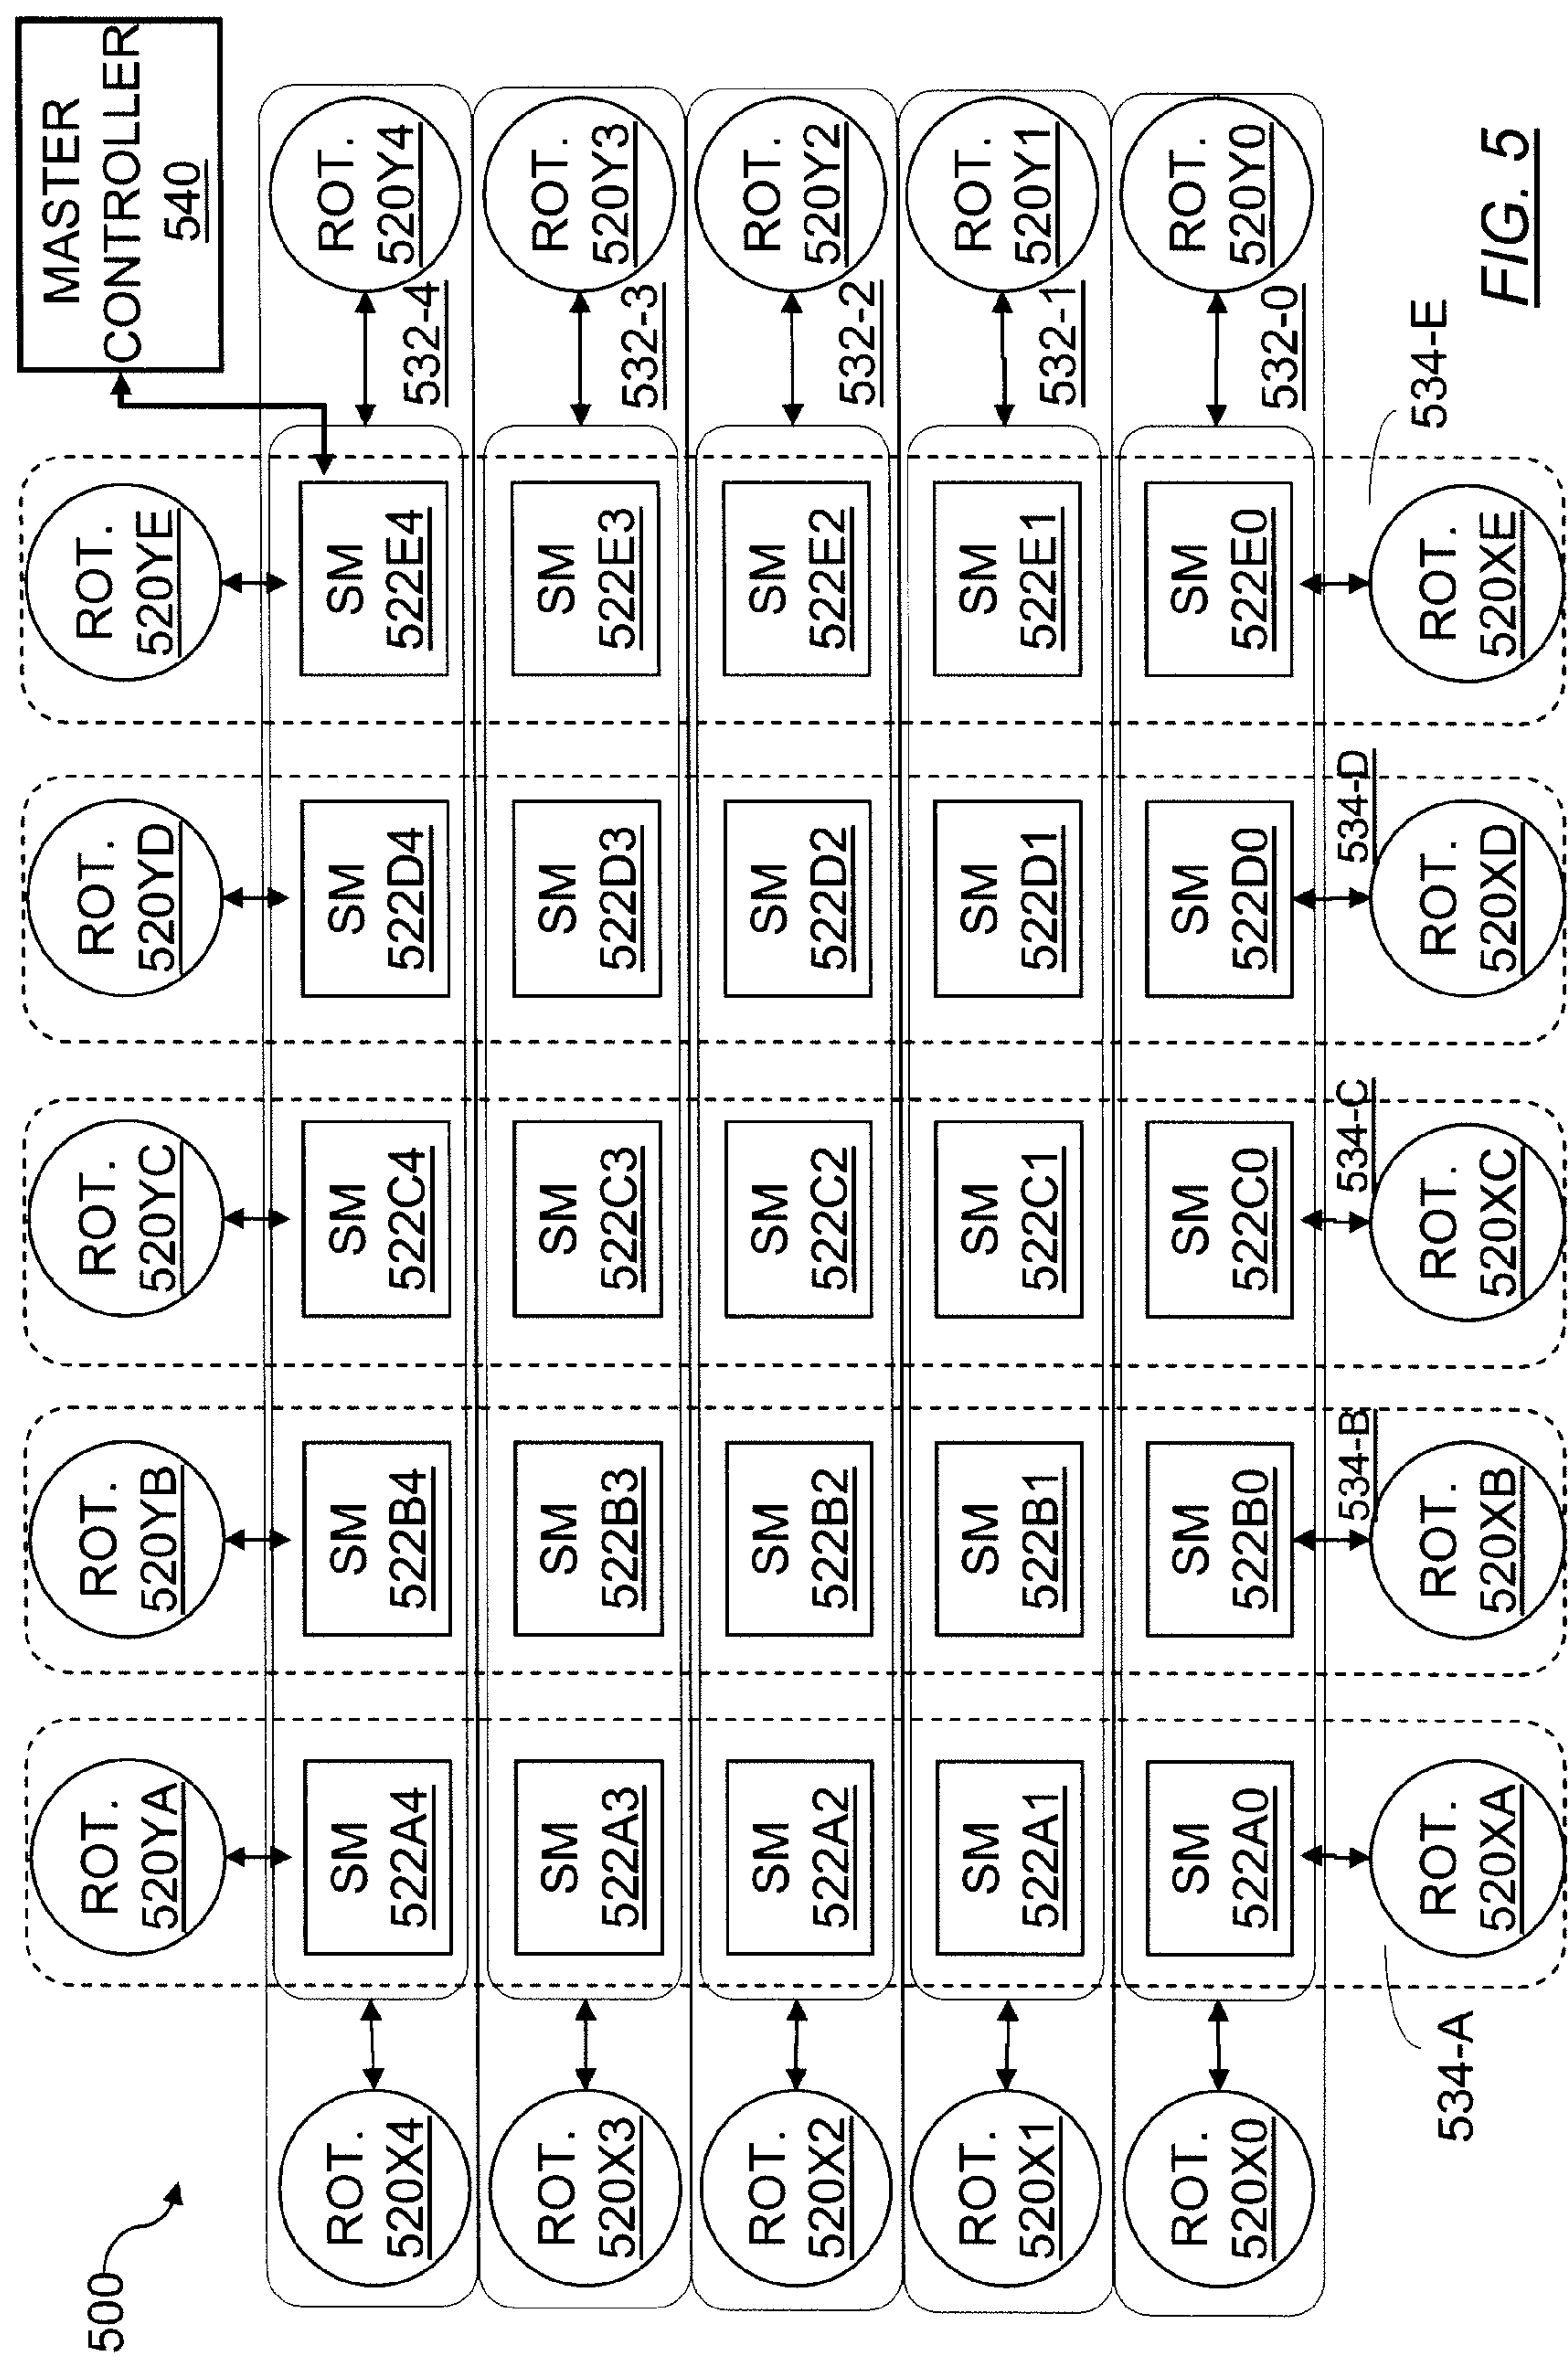 500
MASTER
CONTROLLER
540
ROT.
520YA
ROT.
520YB
ROT.
520YC
ROT.
520YD
ROT.
520YE
ROT.
520X4
SM
522A4
SM
522B4
SM
522C4
SM
522D4
SM
522E4
532-4
ROT.
520Y4
ROT.
520X3
SM
522A3
SM
522B3
SM
522C3
SM
522D3
SM
522E3
532-3
ROT.
520Y3
ROT.
520X2
SM
522A2
SM
522B2
SM
522C2
SM
522D2
SM
522E2
532-2
ROT.
520Y2
ROT.
520X1
SM
522A1
SM
522B1
SM
522C1
SM
522D1
SM
522E1
532-1
ROT.
520Y1
ROT.
520X0
SM
522A0
SM
522B0
SM
522C0
SM
522D0
SM
522E0
532-0
ROT.
520Y0
534-A
534-B
534-C
534-D
534-E
ROT.
520XA
ROT.
520XB
ROT.
520XC
ROT.
520XD
ROT.
520XE
FIG. 5